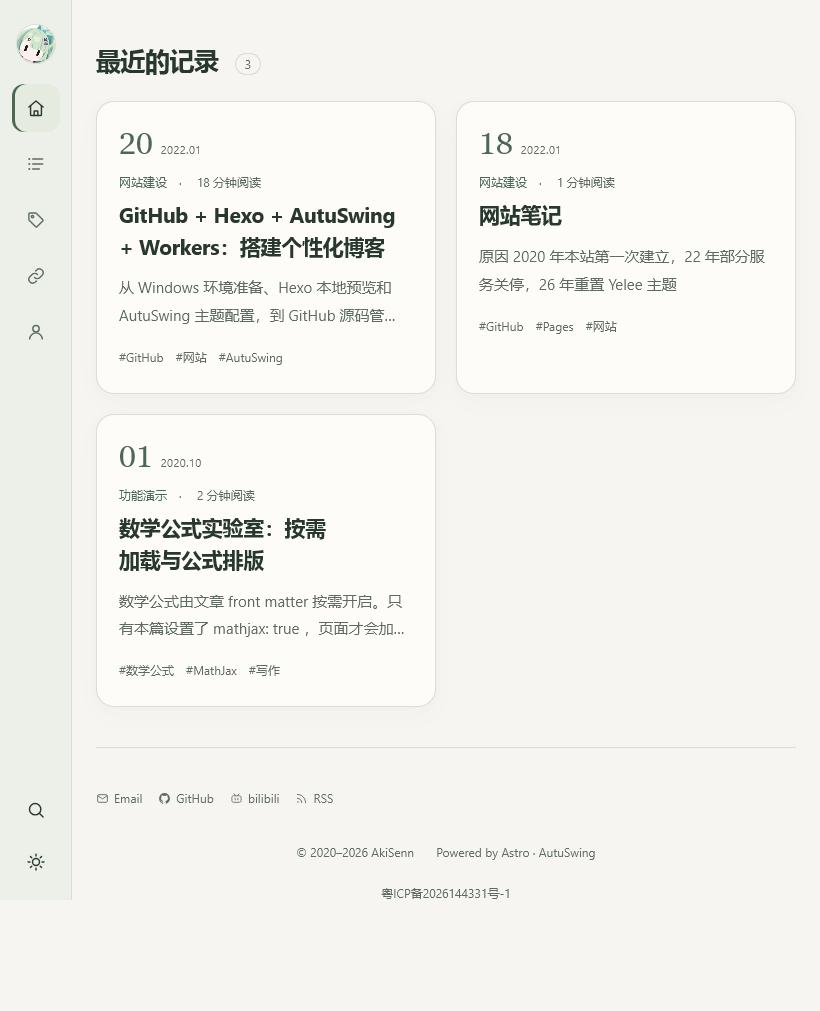 最近的记录 3
20 2022.01
网站建设 · 18 分钟阅读
GitHub + Hexo + AutuSwing
+ Workers：搭建个性化博客
从 Windows 环境准备、Hexo 本地预览和
AutuSwing 主题配置，到 GitHub 源码管...
#GitHub #网站 #AutuSwing
18 2022.01
网站建设 · 1 分钟阅读
网站笔记
原因 2020 年本站第一次建立，22 年部分服
务关停，26 年重置 Yelee 主题
#GitHub #Pages #网站
01 2020.10
功能演示 · 2 分钟阅读
数学公式实验室：按需
加载与公式排版
数学公式由文章 front matter 按需开启。只
有本篇设置了 mathjax: true ，页面才会加...
#数学公式 #MathJax #写作
Email GitHub bilibili RSS
© 2020–2026 AkiSenn Powered by Astro · AutuSwing
粤ICP备2026144331号-1